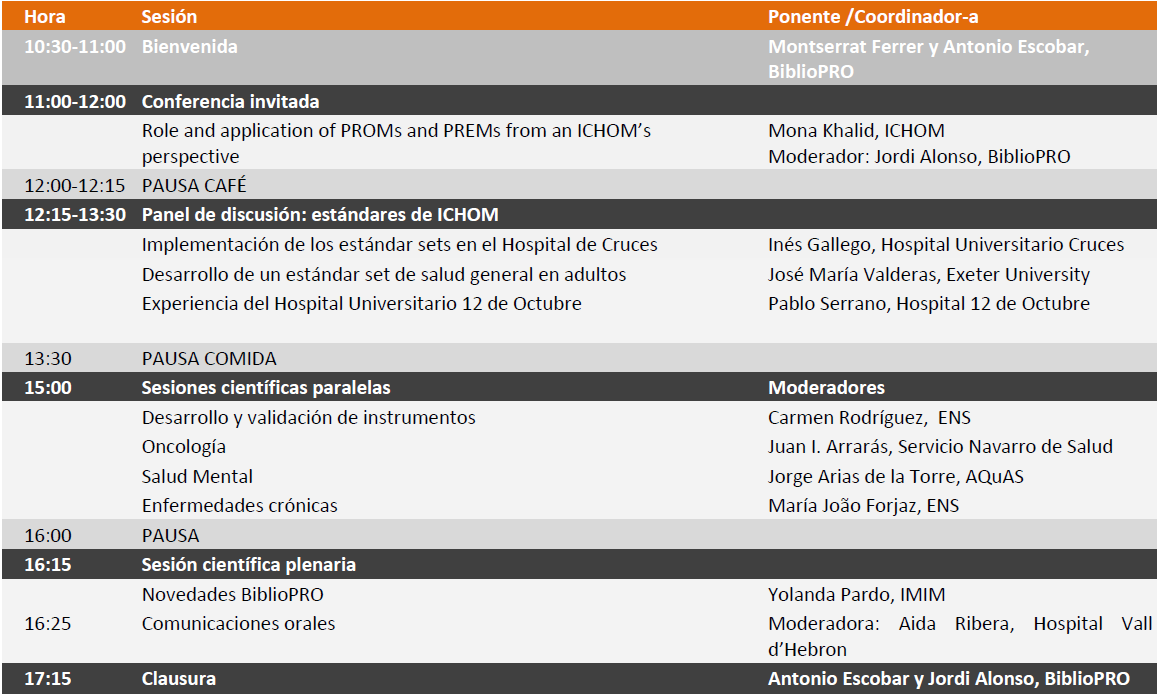 Hora Sesión Ponente /Coordinador-a
10:30-11:00 Bienvenida Montserrat Ferrer y Antonio Escobar,
BiblioPRO
11:00-12:00 Conferencia invitada
Role and application of PROMs and PREMs from an ICHOM’s Mona Khalid, ICHOM
perspective Moderador: Jordi Alonso, BiblioPRO
12:00-12:15 PAUSA CAFÉ
12:15-13:30 Panel de discusión: estándares de ICHOM
Implementación de los estándar sets en el Hospital de Cruces Inés Gallego, Hospital Universitario Cruces
Desarrollo de un estándar set de salud general en adultos José María Valderas, Exeter University
Experiencia del Hospital Universitario 12 de Octubre Pablo Serrano, Hospital 12 de Octubre
13:30 PAUSA COMIDA
15:00 Sesiones científicas paralelas Moderadores
Desarrollo y validación de instrumentos Carmen Rodríguez, ENS
Oncología Juan I. Arrarás, Servicio Navarro de Salud
Salud Mental Jorge Arias de la Torre, AQuAS
Enfermedades crónicas María João Forjaz, ENS
16:00 PAUSA
16:15 Sesión científica plenaria
Novedades BiblioPRO Yolanda Pardo, IMIM
16:25 Comunicaciones orales Moderadora: Aida Ribera, Hospital Vall
d’Hebron
17:15 Clausura Antonio Escobar y Jordi Alonso, BiblioPRO